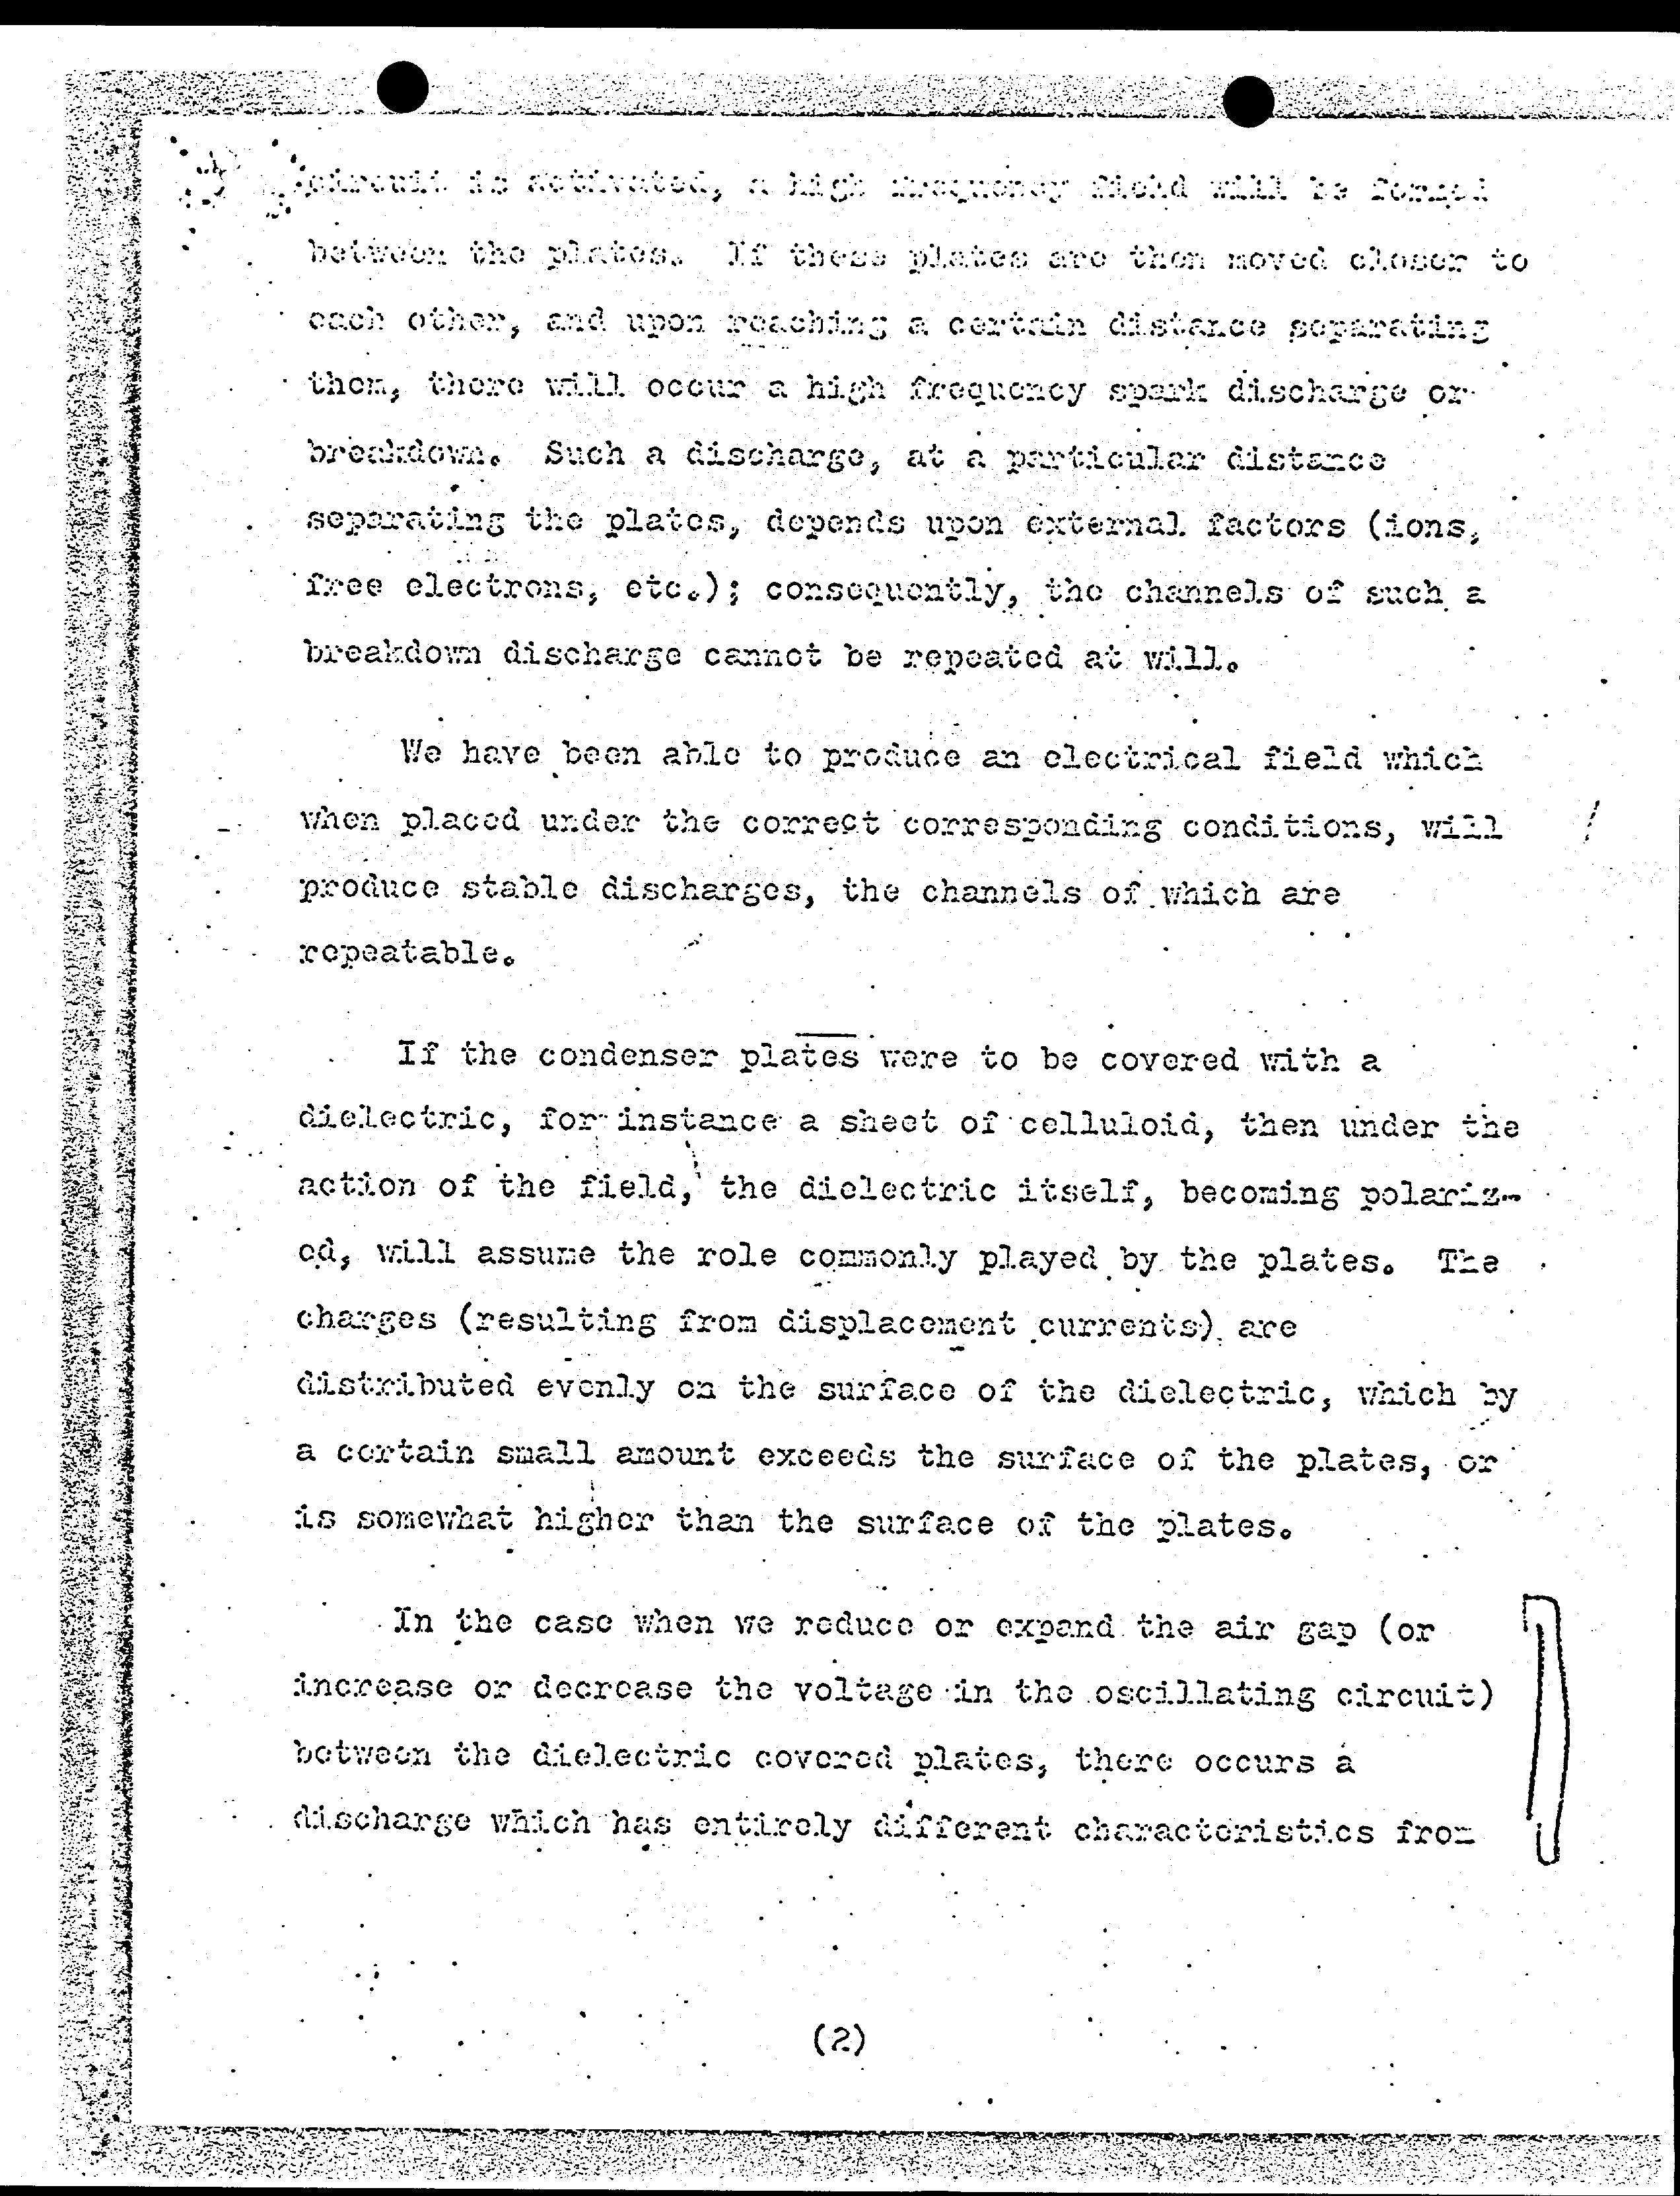 circuit is activated, a high frequency field will be formed
between the plates. If these plates are then moved closer to
each other, and upon reaching a certain distance separating
them, there will occur a high frequency spark discharge or
breakdown. Such a discharge, at a particular distance
separating the plates, depends upon external factors (ions,
free electrons, etc.); consequently, the channels of such a
breakdown discharge cannot be repeated at will.
We have been able to produce an electrical field which
when placed under the correct corresponding conditions, will
produce stable discharges, the channels of which are
repeatable.
If the condenser plates were to be covered with a
dielectric, for instance a sheet of celluloid, then under the
action of the field, the dielectric itself, becoming polariz-
ed, will assume the role commonly played by the plates. The
charges (resulting from displacement currents) are
distributed evenly on the surface of the dielectric, which by
a certain small amount exceeds the surface of the plates, or
is somewhat higher than the surface of the plates.
In the case when we reduce or expand the air gap (or
increase or decrease the voltage in the oscillating circuit)
between the dielectric covered plates, there occurs a
discharge which has entirely different characteristics from
(2)